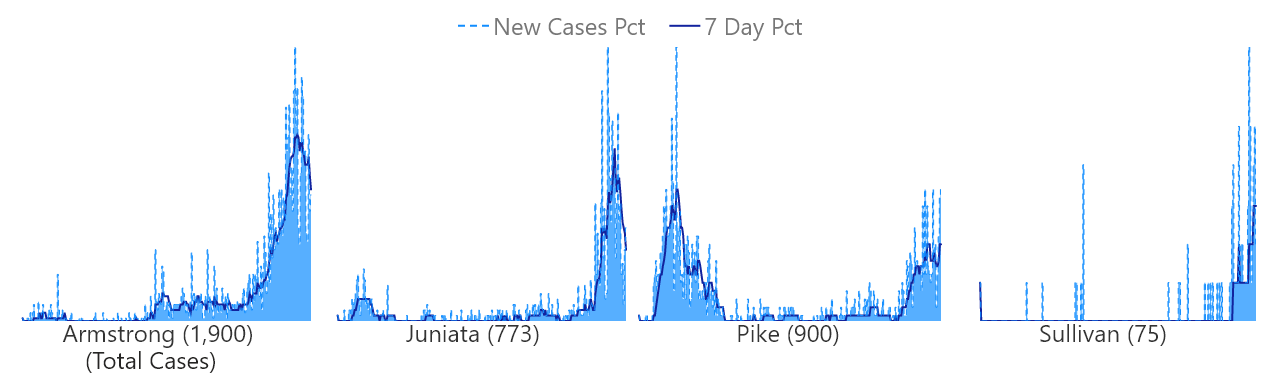 New Cases Pct 7 Day Pct
Armstrong (1,900) Juniata (773) Pike (900) Sullivan (75)
(Total Cases)